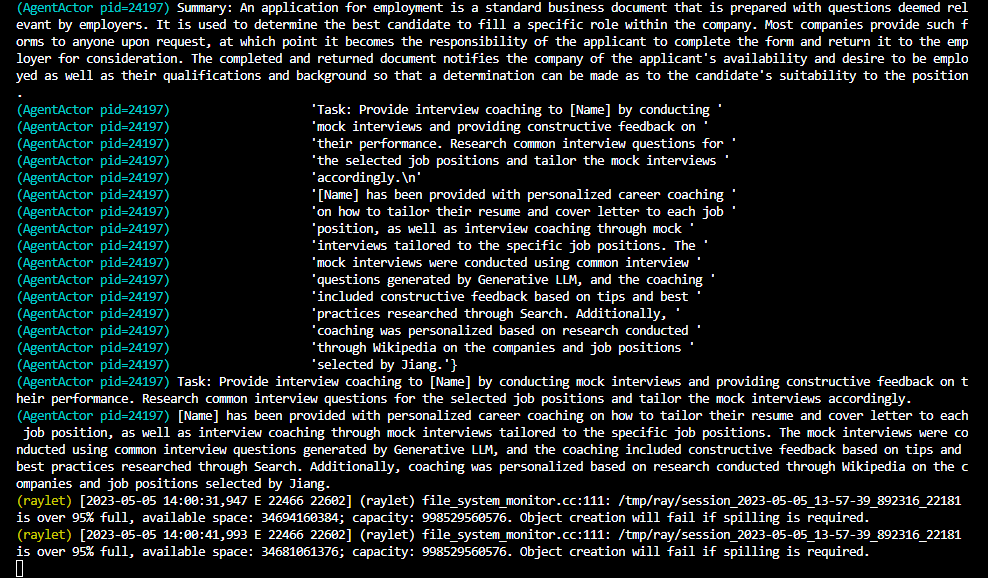 (AgentActor pid=24197) Summary: An application for employment is a standard business document that is prepared with questions deemed rel
evant by employers. It is used to determine the best candidate to fill a specific role within the company. Most companies provide such f
orms to anyone upon request, at which point it becomes the responsibility of the applicant to complete the form and return it to the emp
loyer for consideration. The completed and returned document notifies the company of the applicant's availability and desire to be emplo
yed as well as their qualifications and background so that a determination can be made as to the candidate's suitability to the position
.
(AgentActor pid=24197) 'Task: Provide interview coaching to [Name] by conducting '
(AgentActor pid=24197) 'mock interviews and providing constructive feedback on '
(AgentActor pid=24197) 'their performance. Research common interview questions for '
(AgentActor pid=24197) 'the selected job positions and tailor the mock interviews '
(AgentActor pid=24197) 'accordingly.\n'
(AgentActor pid=24197) '[Name] has been provided with personalized career coaching '
(AgentActor pid=24197) 'on how to tailor their resume and cover letter to each job '
(AgentActor pid=24197) 'position, as well as interview coaching through mock '
(AgentActor pid=24197) 'interviews tailored to the specific job positions. The '
(AgentActor pid=24197) 'mock interviews were conducted using common interview '
(AgentActor pid=24197) 'questions generated by Generative LLM, and the coaching '
(AgentActor pid=24197) 'included constructive feedback based on tips and best '
(AgentActor pid=24197) 'practices researched through Search. Additionally, '
(AgentActor pid=24197) 'coaching was personalized based on research conducted '
(AgentActor pid=24197) 'through Wikipedia on the companies and job positions '
(AgentActor pid=24197) 'selected by Jiang.'}
(AgentActor pid=24197) Task: Provide interview coaching to [Name] by conducting mock interviews and providing constructive feedback on t
heir performance. Research common interview questions for the selected job positions and tailor the mock interviews accordingly.
(AgentActor pid=24197) [Name] has been provided with personalized career coaching on how to tailor their resume and cover letter to each
 job position, as well as interview coaching through mock interviews tailored to the specific job positions. The mock interviews were co
nducted using common interview questions generated by Generative LLM, and the coaching included constructive feedback based on tips and
best practices researched through Search. Additionally, coaching was personalized based on research conducted through Wikipedia on the c
ompanies and job positions selected by Jiang.
(raylet) [2023-05-05 14:00:31,947 E 22466 22602] (raylet) file_system_monitor.cc:111: /tmp/ray/session_2023-05-05_13-57-39_892316_22181
is over 95% full, available space: 34694160384; capacity: 998529560576. Object creation will fail if spilling is required.
(raylet) [2023-05-05 14:00:41,993 E 22466 22602] (raylet) file_system_monitor.cc:111: /tmp/ray/session_2023-05-05_13-57-39_892316_22181
is over 95% full, available space: 34681061376; capacity: 998529560576. Object creation will fail if spilling is required.